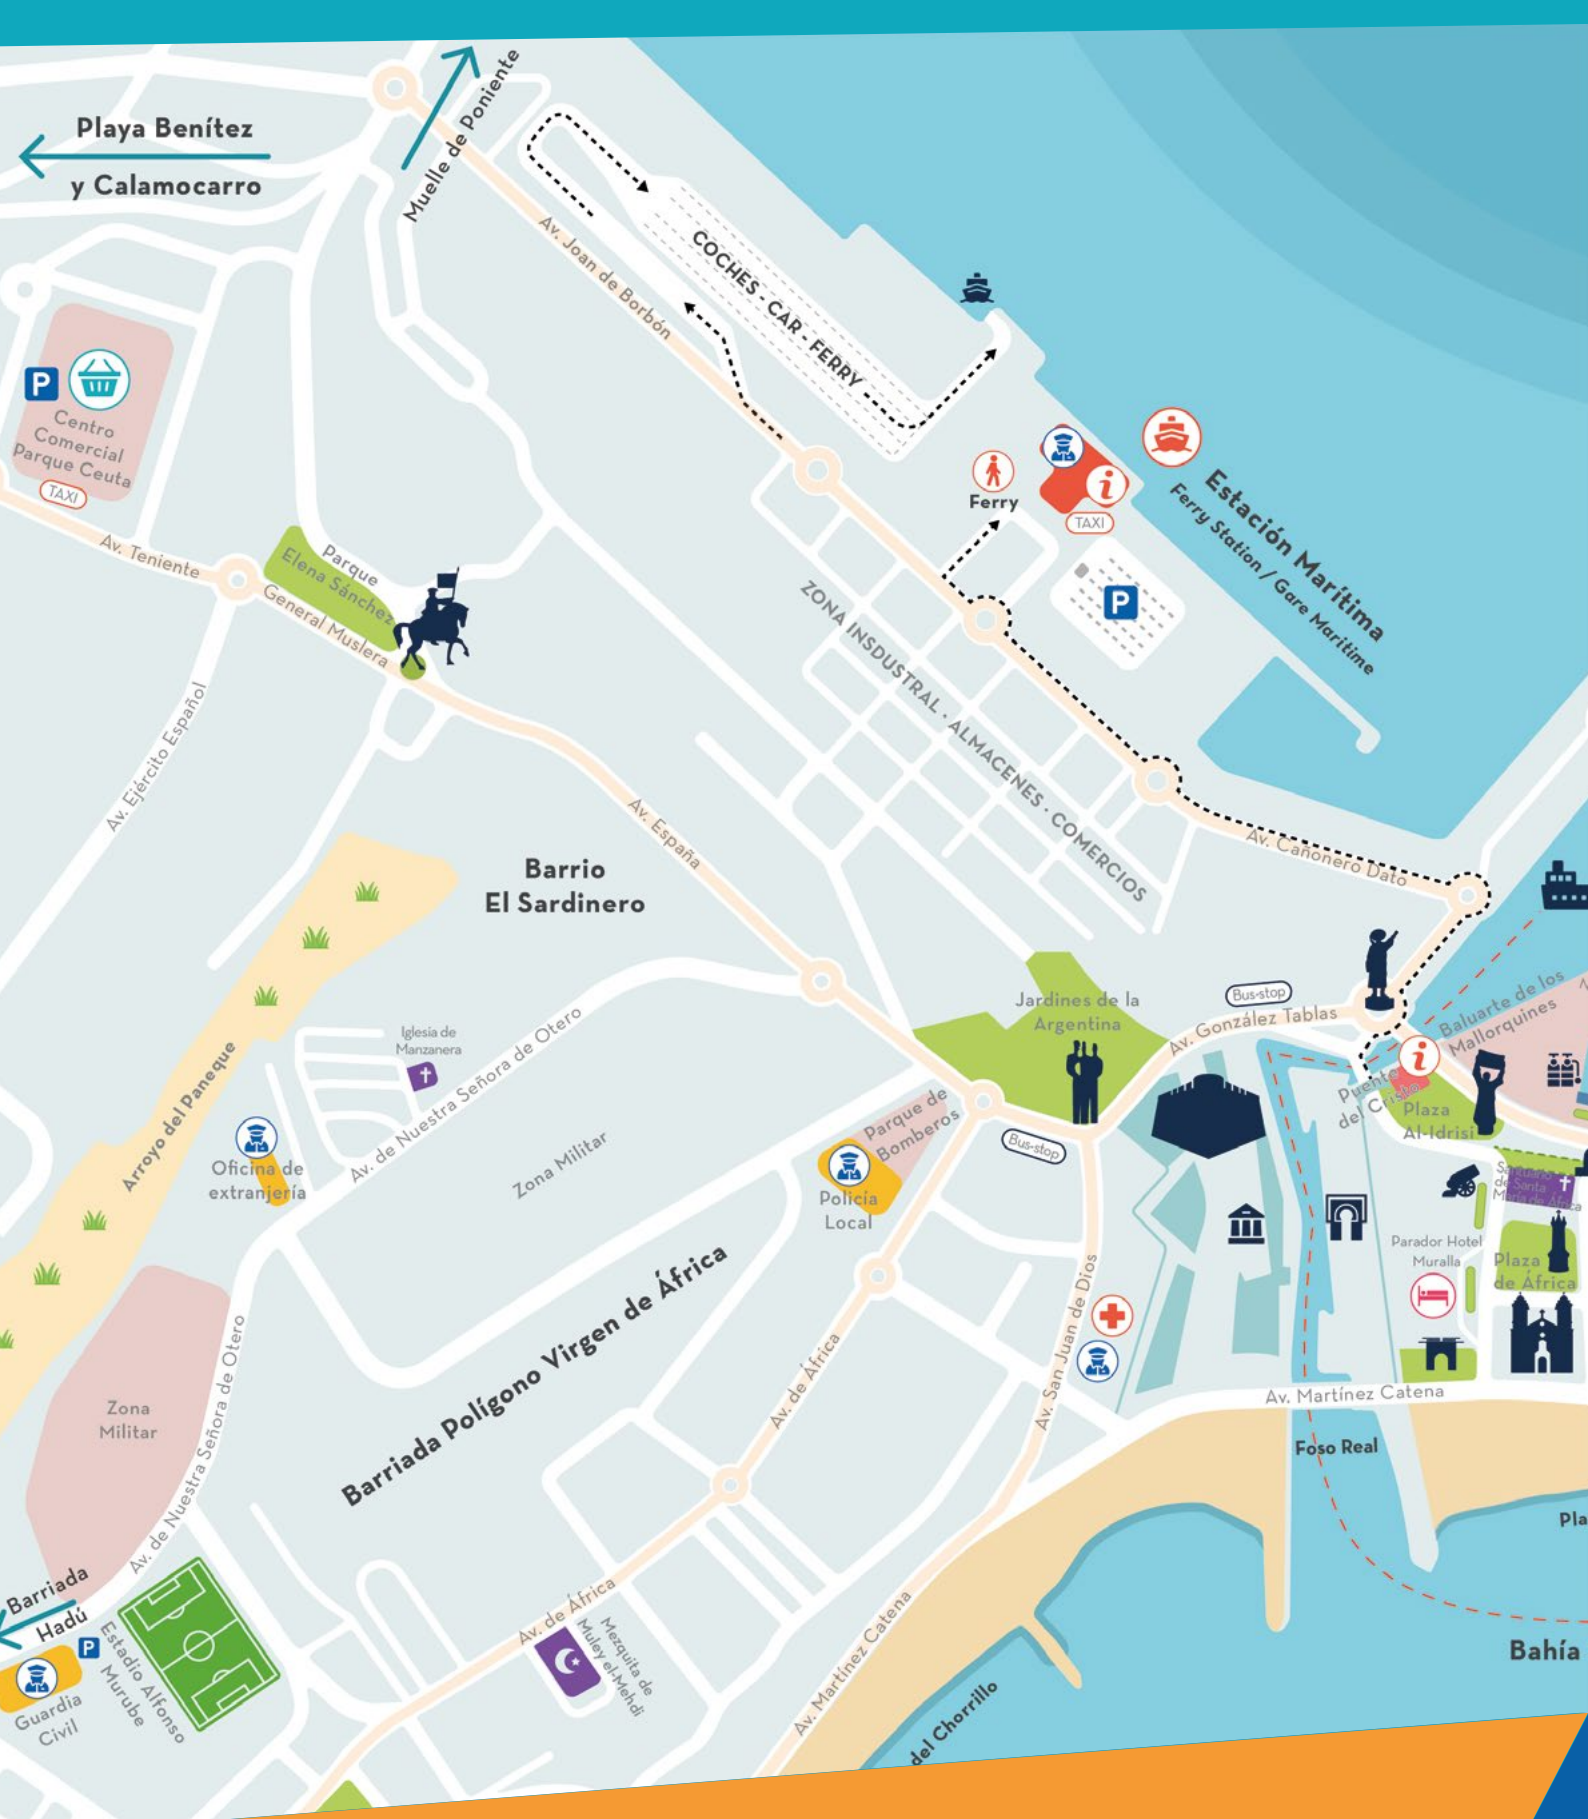 Playa Benítez
y Calamocarro
Muelle de Poniente
Av. Joan de Borbón
COCHES - CAR - FERRY
P
Centro
Comercial
Parque Ceuta
TAXI
Ferry
i
TAXI
P
Estación Marítima
Ferry Station / Gare Maritime
Av. Teniente
General Muslera
Parque
Elena Sánchez
Av. Ejército Español
ZONA INSDUSTRAL · ALMACENES · COMERCIOS
Av. España
Barrio
El Sardinero
Av. Cañonero Dato
Jardines de la
Argentina
Bus-stop
Av. González Tablas
Baluarte de los
Mallorquines
i
Puente
del Cristo
Plaza
Al-Idrisi
Iglesia de
Manzanera
Av. de Nuestra Señora de Otero
Arroyo del Paneque
Oficina de
extranjería
Zona Militar
Parque de
Bomberos
Bus-stop
Policía
Local
Santuario
de Santa
María de África
Parador Hotel
Muralla
Plaza
de África
Barriada Polígono Virgen de África
Av. San Juan de Dios
Av. de África
Av. Martínez Catena
Foso Real
Zona
Militar
Av. de Nuestra Señora de Otero
Pla
Barriada
Hadú
P
Estadio Alfonso
Murube
Guardia
Civil
Av. de África
Mezquita de
Muley el-Mehdi
Av. Martínez Catena
del Chorrillo
Bahía